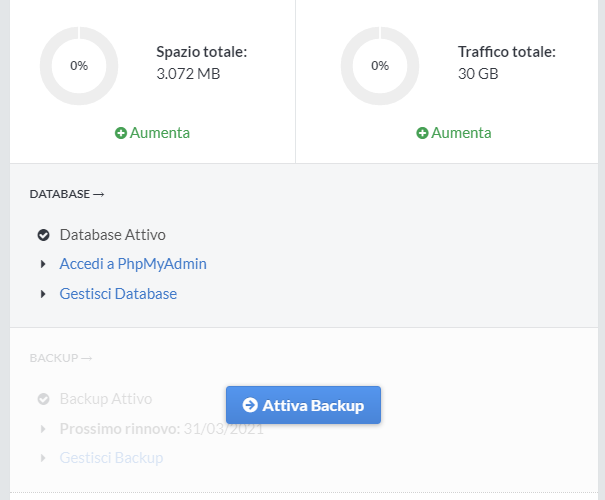 0%
Spazio totale:
3.072 MB
Aumenta
0%
Traffico totale:
30 GB
Aumenta
DATABASE →
Database Attivo
Accedi a PhpMyAdmin
Gestisci Database
BACKUP →
Backup Attivo
Attiva Backup
Prossimo rinnovo: 31/03/2021
Gestisci Backup